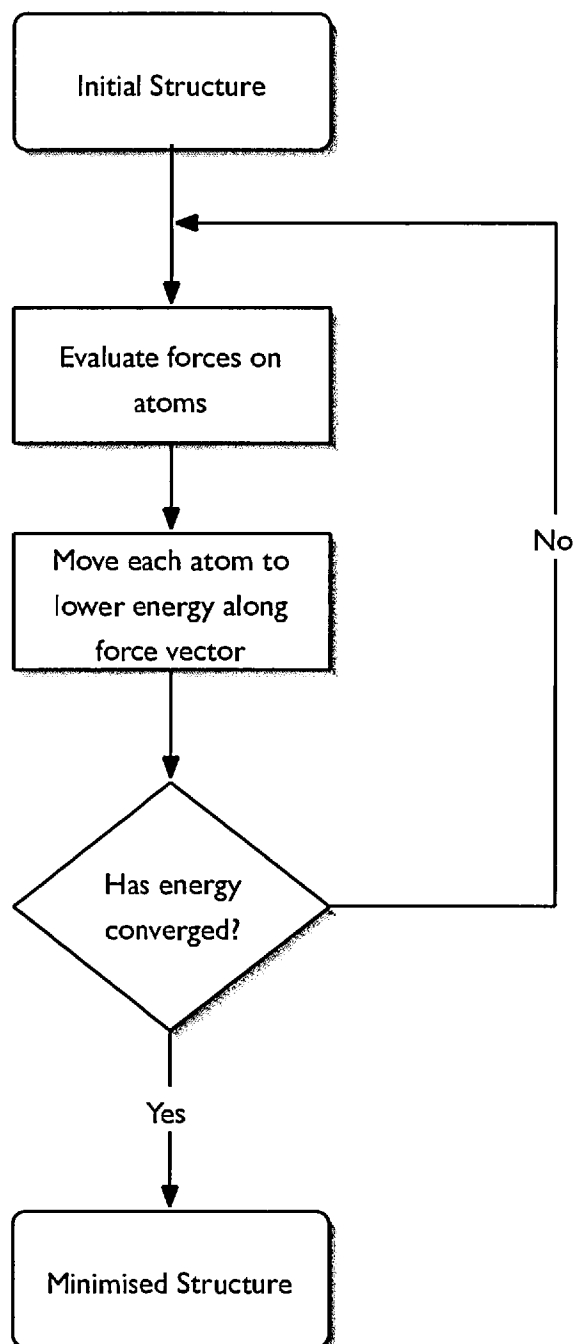 Initial Structure
Evaluate forces on
atoms
Move each atom to
lower energy along
force vector
No
Has energy
converged?
Yes
Minimised Structure